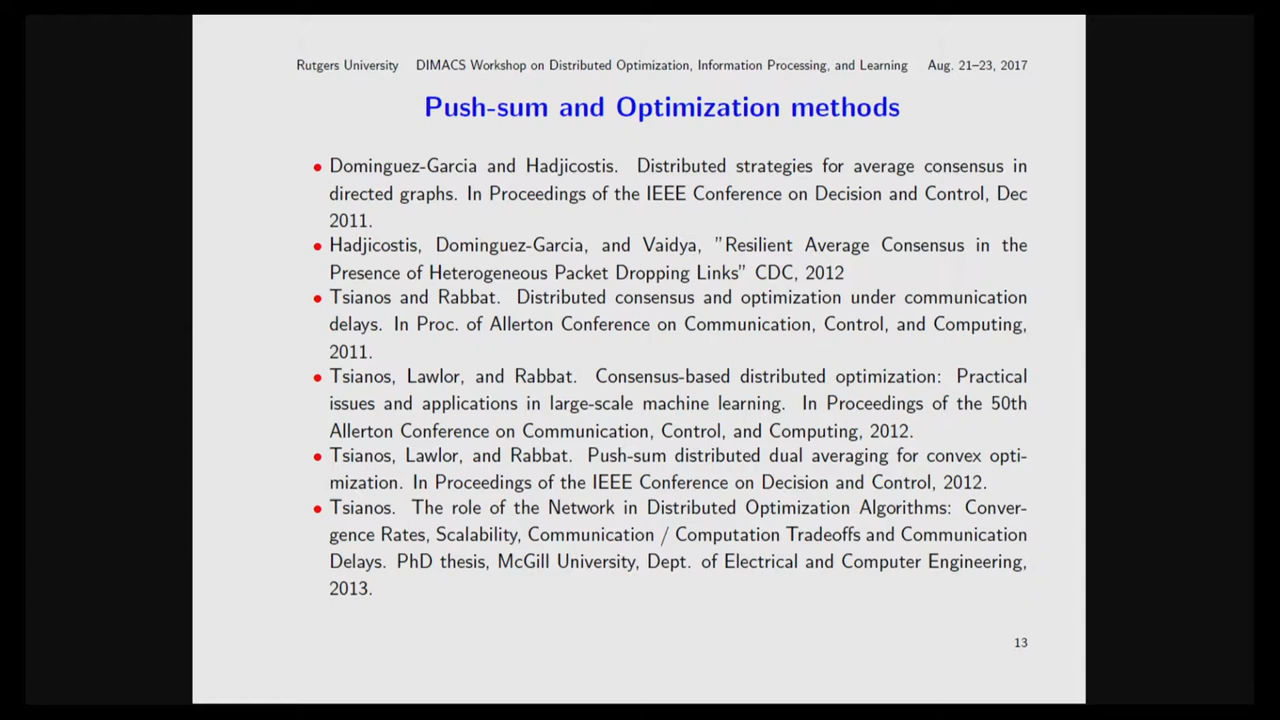 Rutgers University DIMACS Workshop on Distributed Optimization, Information Processing, and Learning Aug. 21–23, 2017
Push-sum and Optimization methods
• Dominguez-Garcia and Hadjicostis. Distributed strategies for average consensus in
directed graphs. In Proceedings of the IEEE Conference on Decision and Control, Dec
2011.
• Hadjicostis, Dominguez-Garcia, and Vaidya, ”Resilient Average Consensus in the
Presence of Heterogeneous Packet Dropping Links” CDC, 2012
• Tsianos and Rabbat. Distributed consensus and optimization under communication
delays. In Proc. of Allerton Conference on Communication, Control, and Computing,
2011.
• Tsianos, Lawlor, and Rabbat. Consensus-based distributed optimization: Practical
issues and applications in large-scale machine learning. In Proceedings of the 50th
Allerton Conference on Communication, Control, and Computing, 2012.
• Tsianos, Lawlor, and Rabbat. Push-sum distributed dual averaging for convex opti-
mization. In Proceedings of the IEEE Conference on Decision and Control, 2012.
• Tsianos. The role of the Network in Distributed Optimization Algorithms: Conver-
gence Rates, Scalability, Communication / Computation Tradeoffs and Communication
Delays. PhD thesis, McGill University, Dept. of Electrical and Computer Engineering,
2013.
13